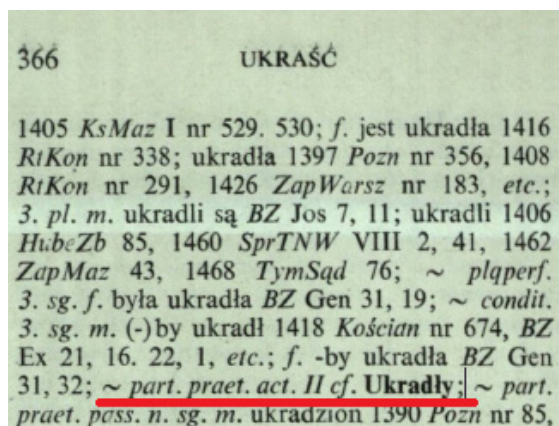 366 UKRAŚĆ
1405 KsMaz I nr 529. 530; f. jest ukradła 1416
RtKon nr 338; ukradła 1397 Pozn nr 356, 1408
RtKon nr 291, 1426 ZapWarsz nr 183, etc.;
3. pl. m. ukradli są BZ Jos 7, 11; ukradli 1406
HubeZb 85, 1460 SprTNW VIII 2, 41, 1462
ZapMaz 43, 1468 TymSąd 76; ~ plqperf.
3. sg. f. była ukradła BZ Gen 31, 19; ~ condit.
3. sg. m. (-)by ukradł 1418 Kościan nr 674, BZ
Ex 21, 16. 22, 1, etc.; f. -by ukradła BZ Gen
31, 32; ~ part. praet. act. II cf. Ukradły; ~ part.
praet. pass. n. sg. m. ukradzion 1390 Pozn nr 85,